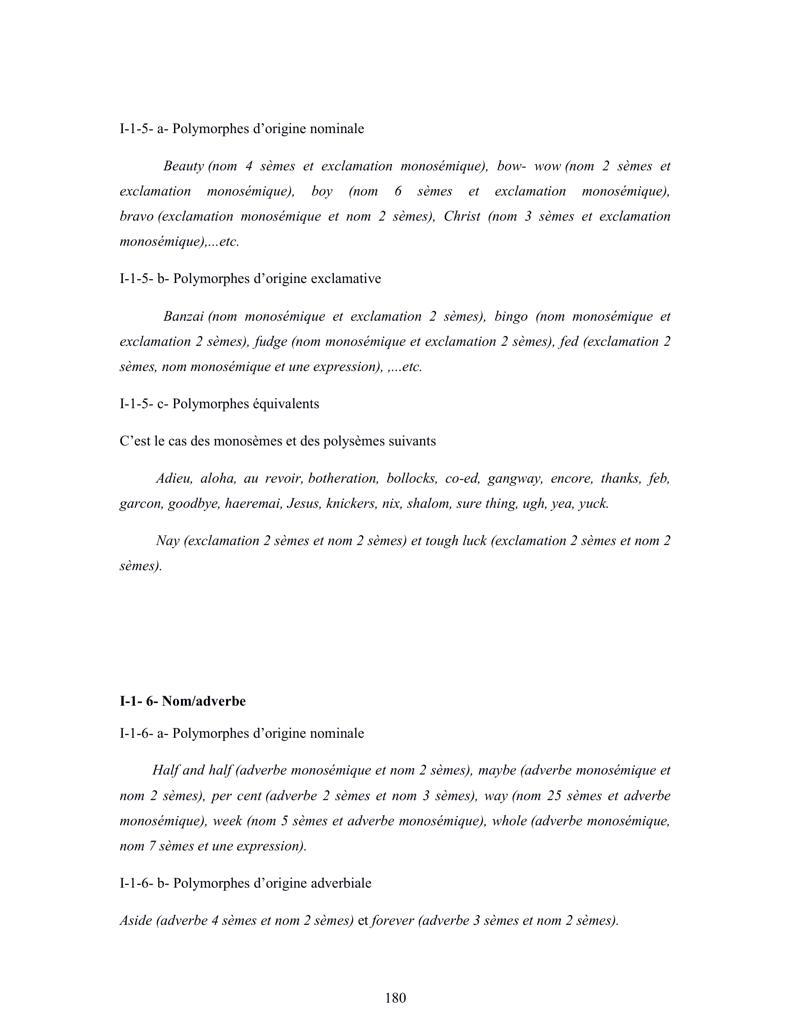 I-1-5- a- Polymorphes d’origine nominale
Beauty (nom 4 sèmes et exclamation monosémique), bow- wow (nom 2 sèmes et
exclamation monosémique), boy (nom 6 sèmes et exclamation monosémique),
bravo (exclamation monosémique et nom 2 sèmes), Christ (nom 3 sèmes et exclamation
monosémique),...etc.
I-1-5- b- Polymorphes d’origine exclamative
Banzai (nom monosémique et exclamation 2 sèmes), bingo (nom monosémique et
exclamation 2 sèmes), fudge (nom monosémique et exclamation 2 sèmes), fed (exclamation 2
sèmes, nom monosémique et une expression), ,...etc.
I-1-5- c- Polymorphes équivalents
C’est le cas des monosèmes et des polysèmes suivants
Adieu, aloha, au revoir, botheration, bollocks, co-ed, gangway, encore, thanks, feb,
garcon, goodbye, haeremai, Jesus, knickers, nix, shalom, sure thing, ugh, yea, yuck.
Nay (exclamation 2 sèmes et nom 2 sèmes) et tough luck (exclamation 2 sèmes et nom 2
sèmes).
I-1- 6- Nom/adverbe
I-1-6- a- Polymorphes d’origine nominale
Half and half (adverbe monosémique et nom 2 sèmes), maybe (adverbe monosémique et
nom 2 sèmes), per cent (adverbe 2 sèmes et nom 3 sèmes), way (nom 25 sèmes et adverbe
monosémique), week (nom 5 sèmes et adverbe monosémique), whole (adverbe monosémique,
nom 7 sèmes et une expression).
I-1-6- b- Polymorphes d’origine adverbiale
Aside (adverbe 4 sèmes et nom 2 sèmes) et forever (adverbe 3 sèmes et nom 2 sèmes).
180